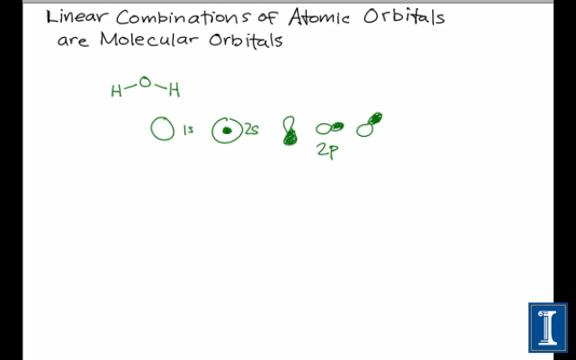 Linear Combinations of Atomic Orbitals
are Molecular Orbitals
H-O-H
1s 2s
2p
I